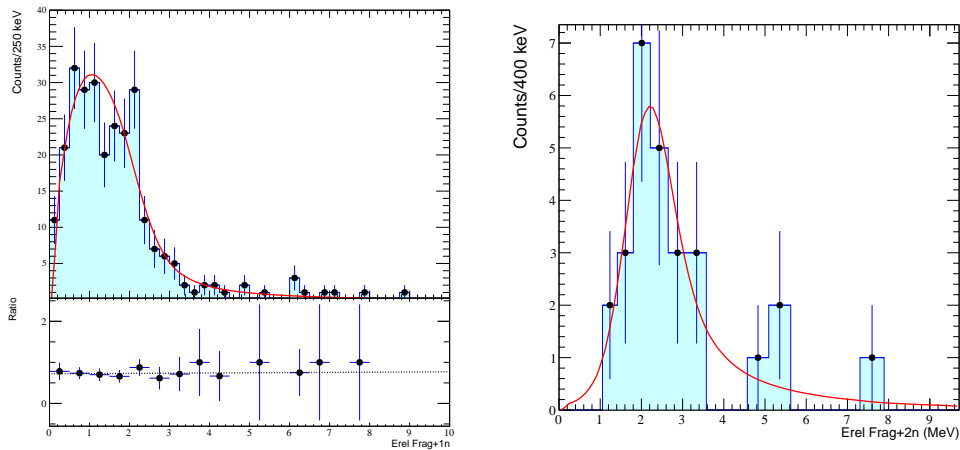 Counts/250 keV
40
35
30
25
20
15
10
5
Ratio
2
1
0
0 1 2 3 4 5 6 7 8 9 10
Erel Frag+1n
Counts/400 keV
7
6
5
4
3
2
1
0
0 1 2 3 4 5 6 7 8 9
Erel Frag+2n (MeV)